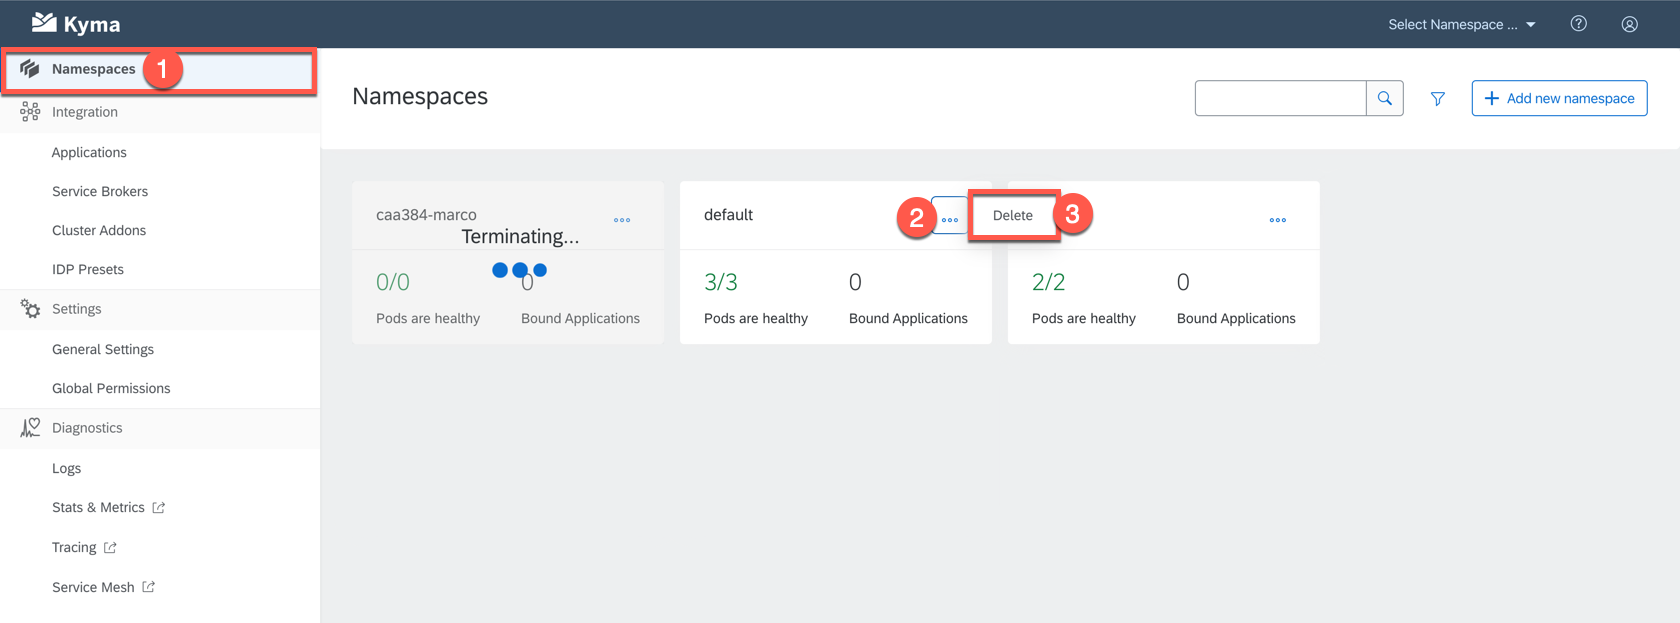 Kyma
Select Namespace ...
Namespaces 1
Integration
Applications
Service Brokers
Cluster Addons
IDP Presets
Settings
General Settings
Global Permissions
Diagnostics
Logs
Stats & Metrics
Tracing
Service Mesh
Namespaces
Add new namespace
caa384-marco
Terminating...
0/0
0
Pods are healthy
Bound Applications
default
2
Delete
3
3/3
0
Pods are healthy
Bound Applications
2/2
0
Pods are healthy
Bound Applications